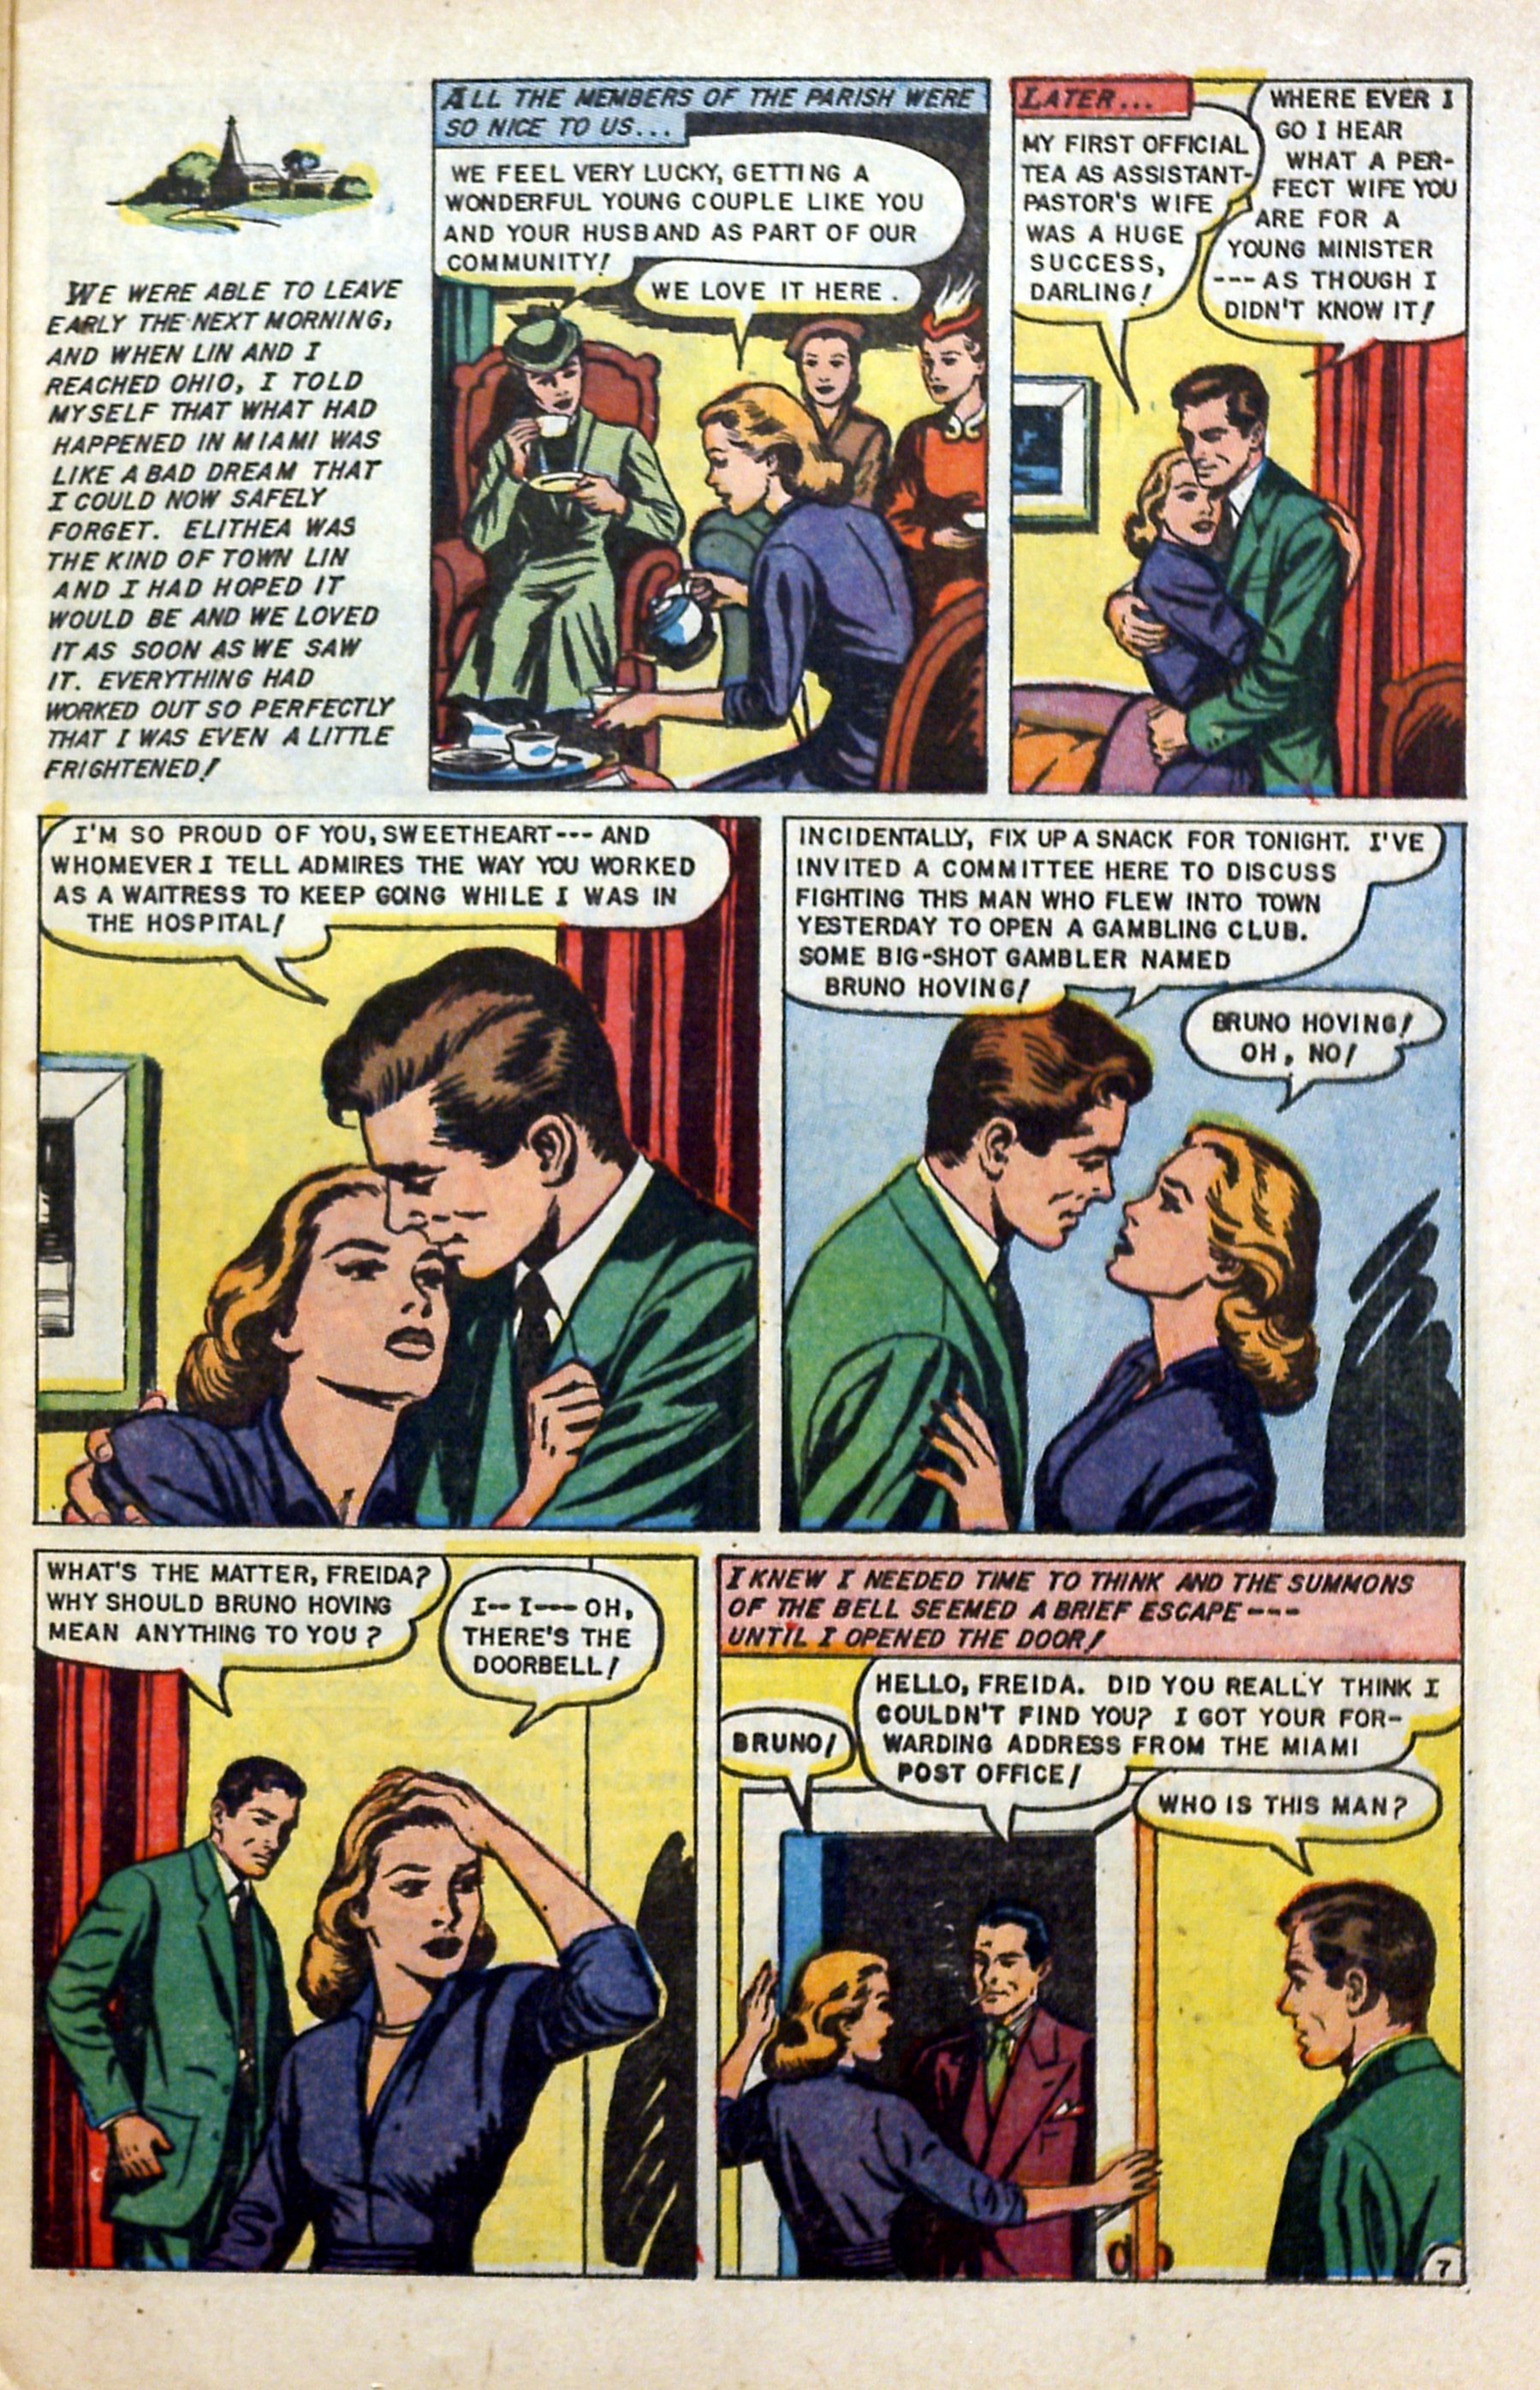 WE WERE ABLE TO LEAVE
EARLY THE NEXT MORNING,
AND WHEN LIN AND I
REACHED OHIO, I TOLD
MYSELF THAT WHAT HAD
HAPPENED IN MIAMI WAS
LIKE A BAD DREAM THAT
I COULD NOW SAFELY
FORGET. ELITHEA WAS
THE KIND OF TOWN LIN
AND I HAD HOPED IT
WOULD BE AND WE LOVED
IT AS SOON AS WE SAW
IT. EVERYTHING HAD
WORKED OUT SO PERFECTLY
THAT I WAS EVEN A LITTLE
FRIGHTENED!
ALL THE MEMBERS OF THE PARISH WERE
SO NICE TO US...
WE FEEL VERY LUCKY, GETTING A
WONDERFUL YOUNG COUPLE LIKE YOU
AND YOUR HUSBAND AS PART OF OUR
COMMUNITY!
WE LOVE IT HERE.
LATER...
MY FIRST OFFICIAL
TEA AS ASSISTANT-
PASTOR'S WIFE
WAS A HUGE
SUCCESS,
DARLING!
WHERE EVER I
GO I HEAR
WHAT A PER-
FECT WIFE YOU
ARE FOR A
YOUNG MINISTER
--- AS THOUGH I
DIDN'T KNOW IT!
I'M SO PROUD OF YOU, SWEETHEART--- AND
WHOMEVER I TELL ADMIRES THE WAY YOU WORKED
AS A WAITRESS TO KEEP GOING WHILE I WAS IN
THE HOSPITAL!
INCIDENTALLY, FIX UP A SNACK FOR TONIGHT. I'VE
INVITED A COMMITTEE HERE TO DISCUSS
FIGHTING THIS MAN WHO FLEW INTO TOWN
YESTERDAY TO OPEN A GAMBLING CLUB.
SOME BIG-SHOT GAMBLER NAMED
BRUNO HOVING!
BRUNO HOVING!
OH, NO!
WHAT'S THE MATTER, FREIDA?
WHY SHOULD BRUNO HOVING
MEAN ANYTHING TO YOU?
I-- I--- OH,
THERE'S THE
DOORBELL!
I KNEW I NEEDED TIME TO THINK AND THE SUMMONS
OF THE BELL SEEMED A BRIEF ESCAPE---
UNTIL I OPENED THE DOOR!
BRUNO!
HELLO, FREIDA. DID YOU REALLY THINK I
COULDN'T FIND YOU? I GOT YOUR FOR-
WARDING ADDRESS FROM THE MIAMI
POST OFFICE!
WHO IS THIS MAN?
7